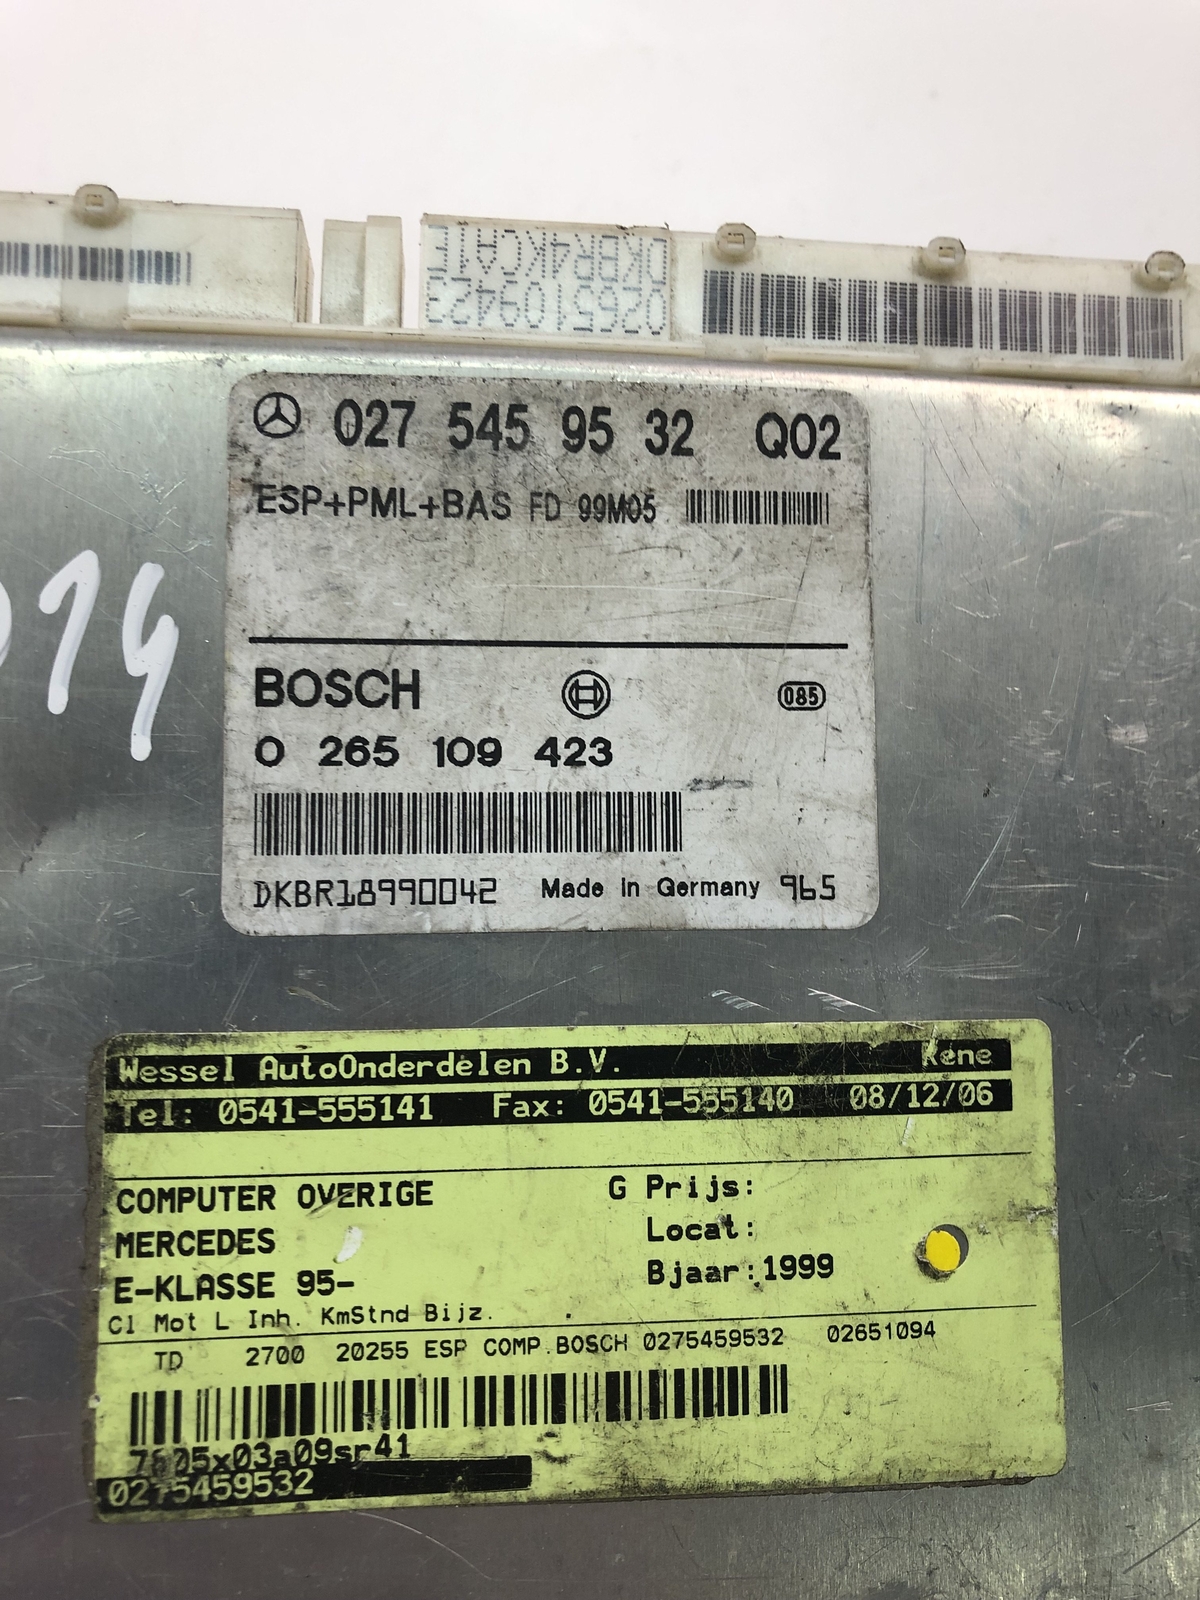 DKBR4KCA1E
0265109423
027 545 95 32 Q02
ESP+PML+BAS FD 99M05
14
BOSCH
085
0 265 109 423
DKBR18990042 Made in Germany 965
Wessel AutoOnderdelen B.V. Rene
Tel: 0541-555141 Fax: 0541-555140 08/12/06
COMPUTER OVERIGE G Prijs:
MERCEDES Locat:
E-KLASSE 95- Bjaar:1999
Cl Mot L Inh. KmStnd Bijz.
TD 2700 20255 ESP COMP.BOSCH 0275459532 02651094
7605x03a09sr41
0275459532